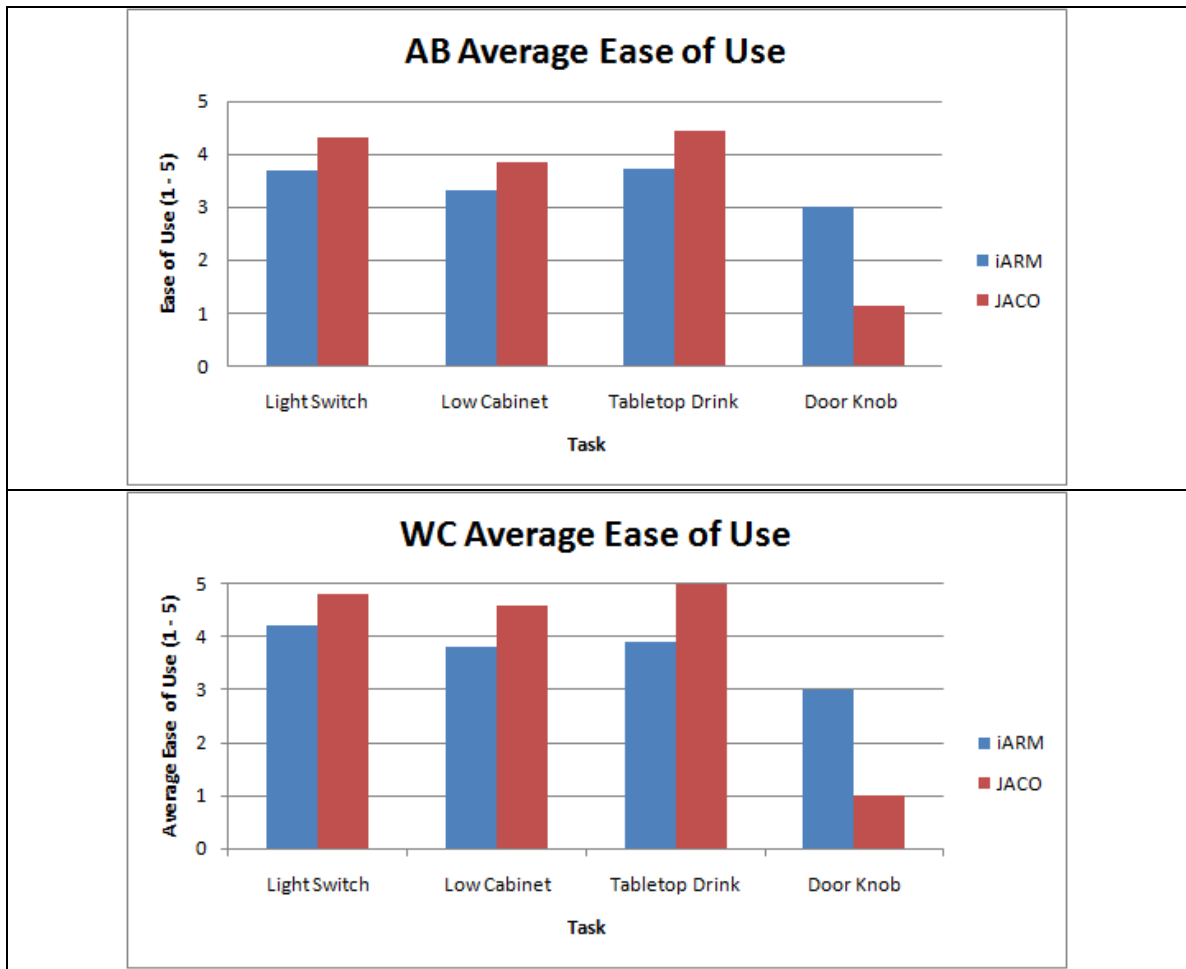 AB Average Ease of Use
5
4
3
2
1
0
Ease of Use (1 - 5)
Light Switch
Low Cabinet
Tabletop Drink
Door Knob
Task
iARM
JACO
WC Average Ease of Use
5
4
3
2
1
0
Average Ease of Use (1 - 5)
Light Switch
Low Cabinet
Tabletop Drink
Door Knob
Task
iARM
JACO